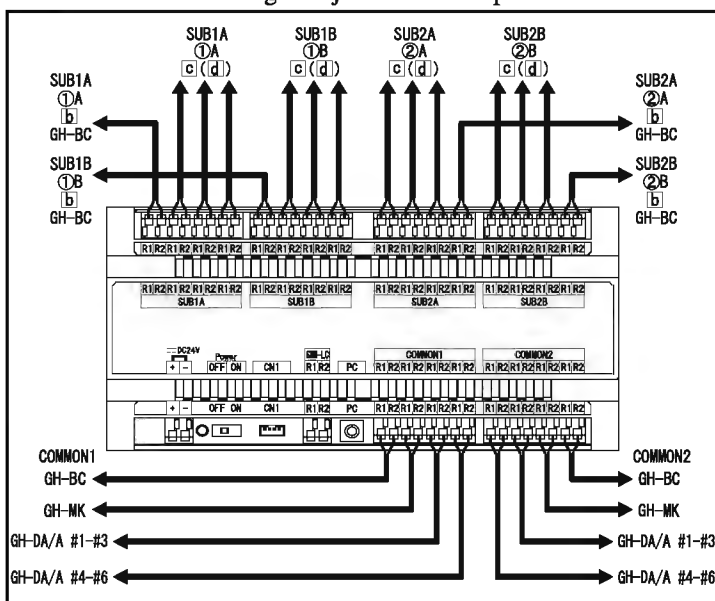 SUB1A SUB1B SUB2A SUB2B
①A ①B ②A ②B
c(d) c(d) c(d) c(d)
SUB1A
①A
b
GH-BC
SUB1B
①B
b
GH-BC
SUB2A
②A
b
GH-BC
SUB2B
②B
b
GH-BC
R1 R2 R1 R2 R1 R2 R1 R2 R1 R2 R1 R2 R1 R2 R1 R2 R1 R2 R1 R2 R1 R2 R1 R2 R1 R2 R1 R2 R1 R2 R1 R2
R1 R2 R1 R2 R1 R2 R1 R2 R1 R2 R1 R2 R1 R2 R1 R2 R1 R2 R1 R2 R1 R2 R1 R2 R1 R2 R1 R2 R1 R2 R1 R2
SUB1A SUB1B SUB2A SUB2B
DC24V Power -LC COMMON1 COMMON2
+ - OFF ON CN1 R1 R2 PC R1 R2 R1 R2 R1 R2 R1 R2 R1 R2 R1 R2 R1 R2 R1 R2
+ - OFF ON CN1 R1 R2 PC R1 R2 R1 R2 R1 R2 R1 R2 R1 R2 R1 R2 R1 R2 R1 R2
COMMON1
GH-BC
GH-MK
GH-DA/A #1-#3
GH-DA/A #4-#6
COMMON2
GH-BC
GH-MK
GH-DA/A #1-#3
GH-DA/A #4-#6